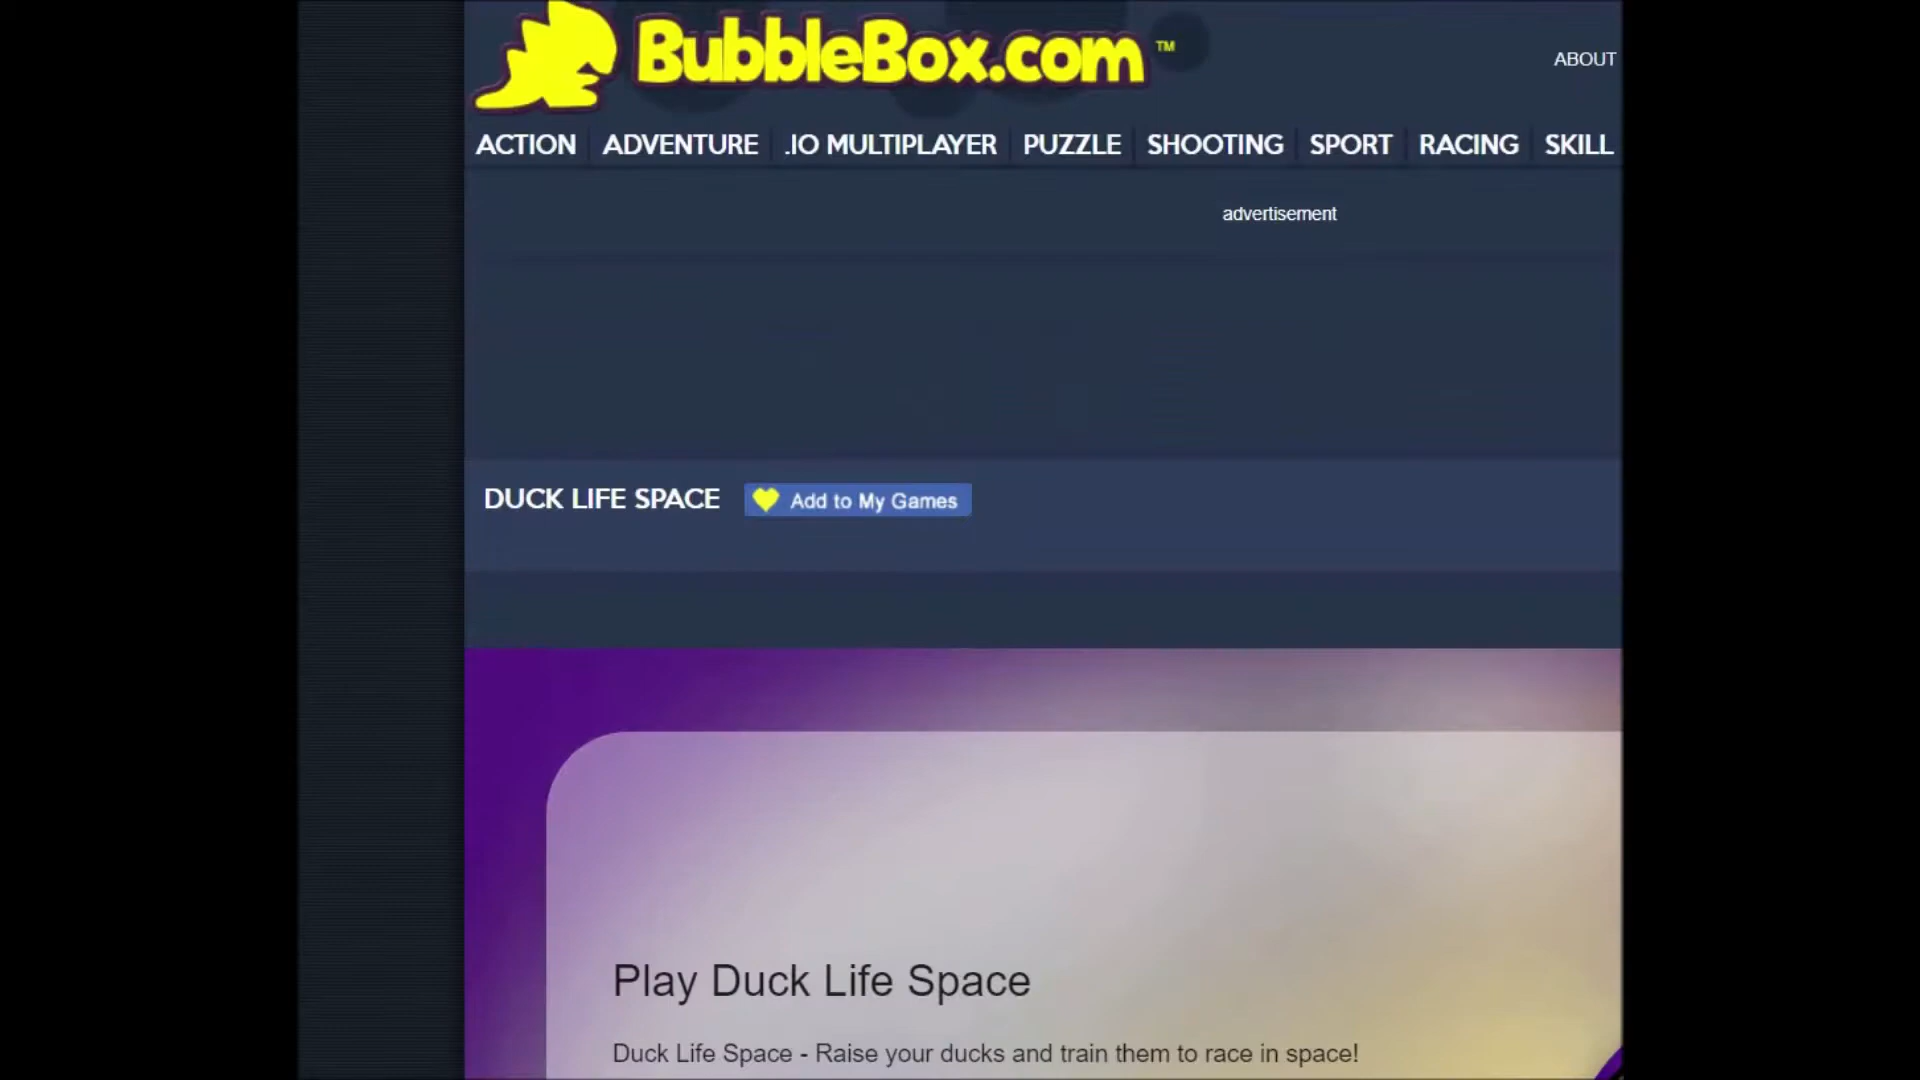 BubbleBox.com™
ABOUT
ACTION ADVENTURE .IO MULTIPLAYER PUZZLE SHOOTING SPORT RACING SKILL
advertisement
DUCK LIFE SPACE Add to My Games
Play Duck Life Space
Duck Life Space - Raise your ducks and train them to race in space!